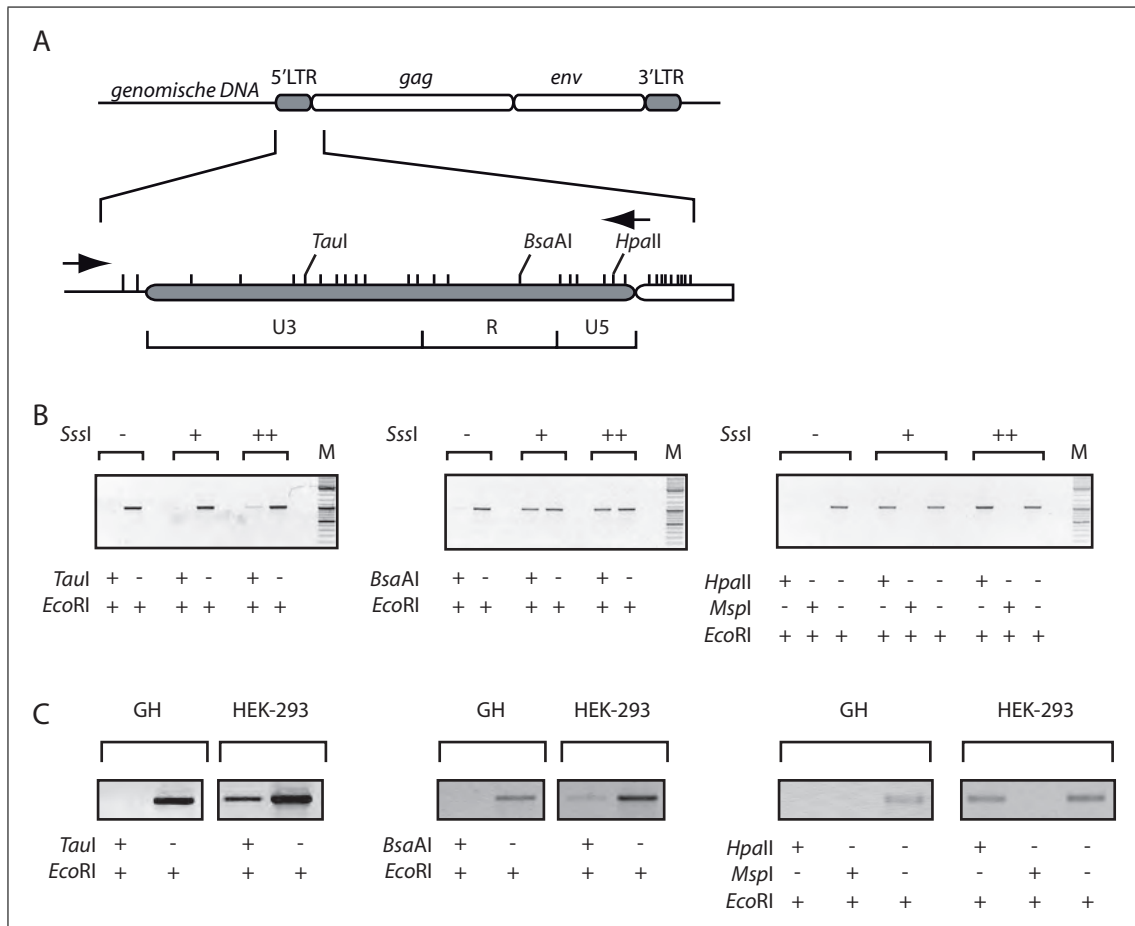 A
genomische DNA
5'LTR gag env 3'LTR
TauI BsaAI HpaII
U3 R U5
B
SssI - + ++ M
TauI + - + - + -
EcoRI + + + + + +
SssI - + ++ M
BsaAI + - + - + -
EcoRI + + + + + +
SssI - + ++ M
HpaII + - - + - - + - -
MspI - + - - + - - + -
EcoRI + + + + + + + + +
C
GH HEK-293
TauI + - + -
EcoRI + + + +
GH HEK-293
BsaAI + - + -
EcoRI + + + +
GH HEK-293
HpaII + - - + - -
MspI - + - - + -
EcoRI + + + + + +